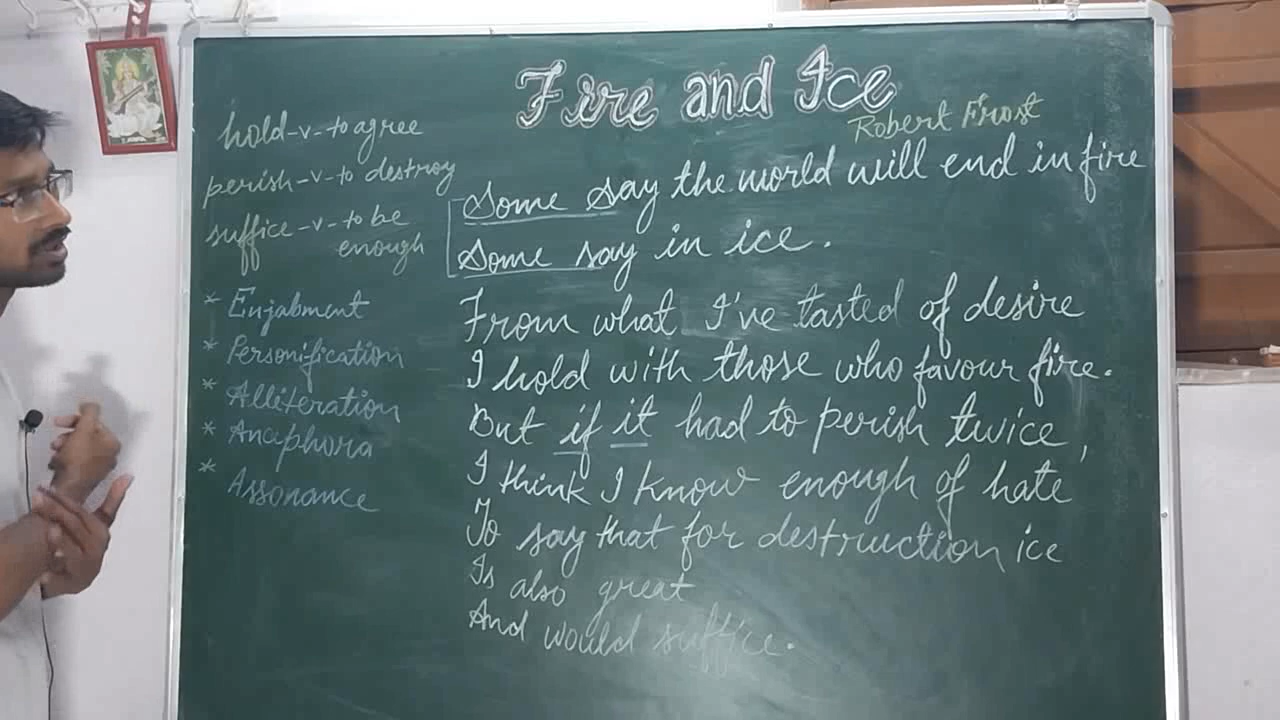 Fire and Ice
Robert Frost
hold-v-to agree
perish-v-to destroy
suffice-v-to be
enough
* Enjabment
* Personification
* Alliteration
* Anaphora
* Assonance
Some say the world will end in fire
Some say in ice.
From what I've tasted of desire
I hold with those who favour fire.
But if it had to perish twice,
I think I know enough of hate
To say that for destruction ice
Is also great
And would suffice.